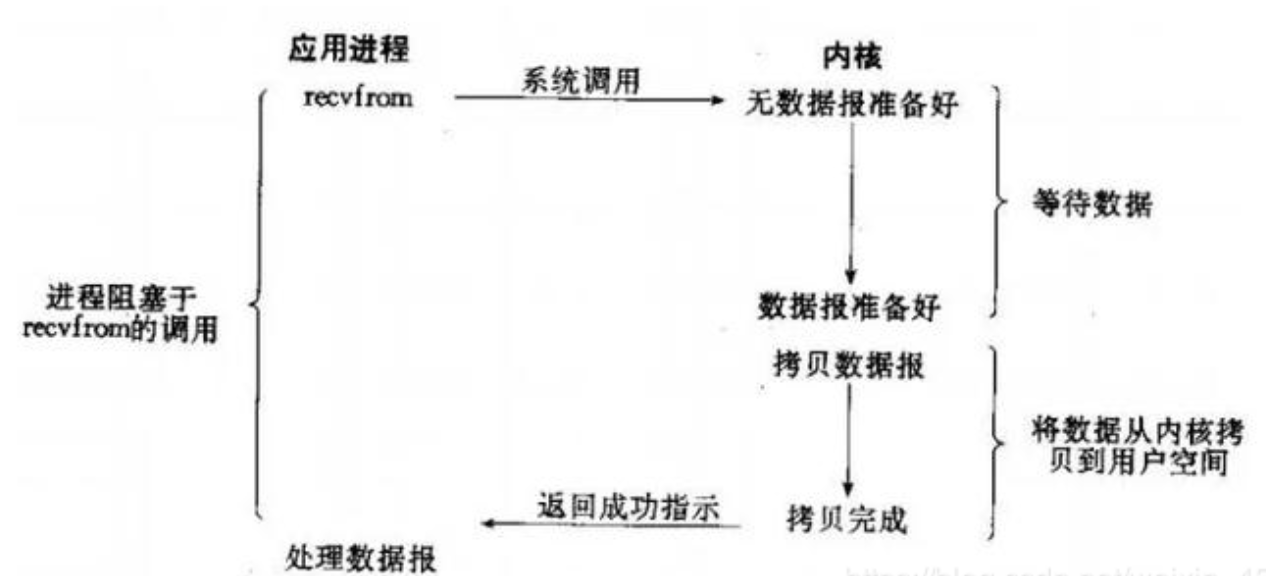 应用进程
内核
recvfrom
系统调用
无数据报准备好
等待数据
进程阻塞于
recvfrom的调用
数据报准备好
拷贝数据报
将数据从内核拷
贝到用户空间
返回成功指示
拷贝完成
处理数据报